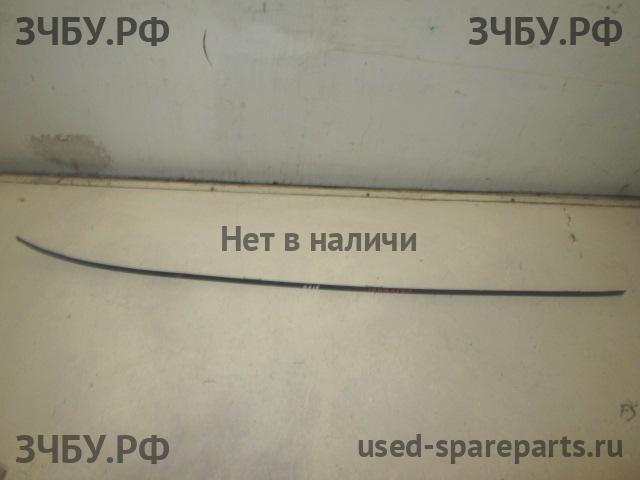 ЗЧБУ.РФ ЗЧБУ.РФ
Нет в наличи
ЗЧБУ.РФ used-spareparts.ru